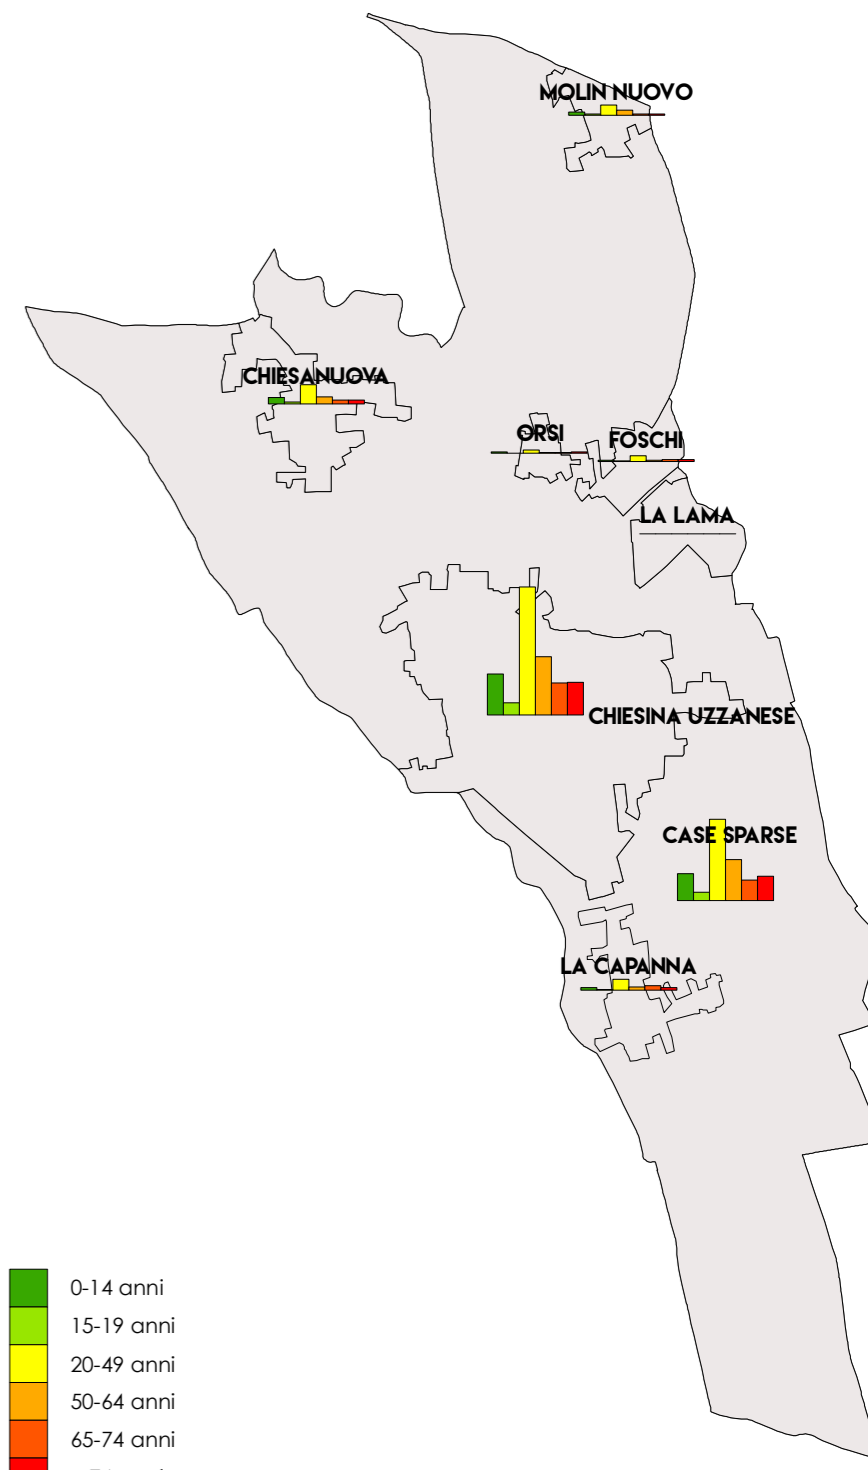 MOLIN NUOVO
CHIESANUOVA
ORSI
FOSCHI
LA LAMA
CHIESINA UZZANESE
CASE SPARSE
LA CAPANNA
0-14 anni
15-19 anni
20-49 anni
50-64 anni
65-74 anni